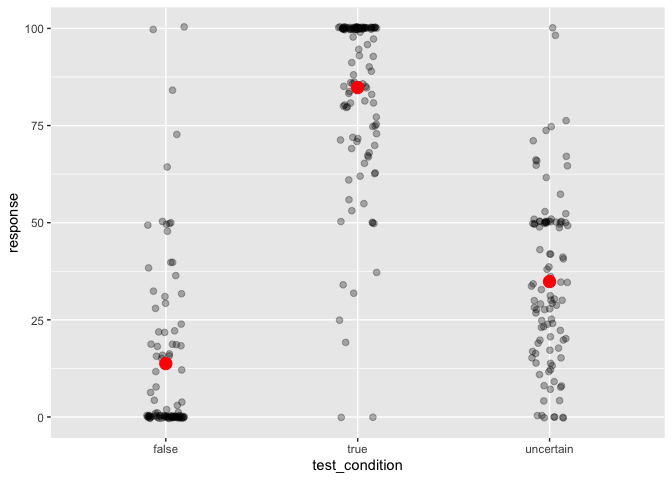 100
75
50
25
0
response
false
true
uncertain
test_condition